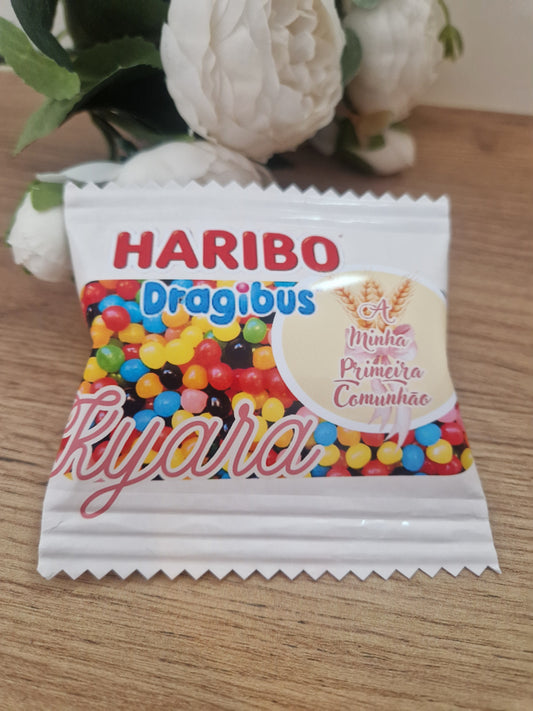 HARIBO
Dragibus
A
Minha
Primeira
Comunhão
Kyara